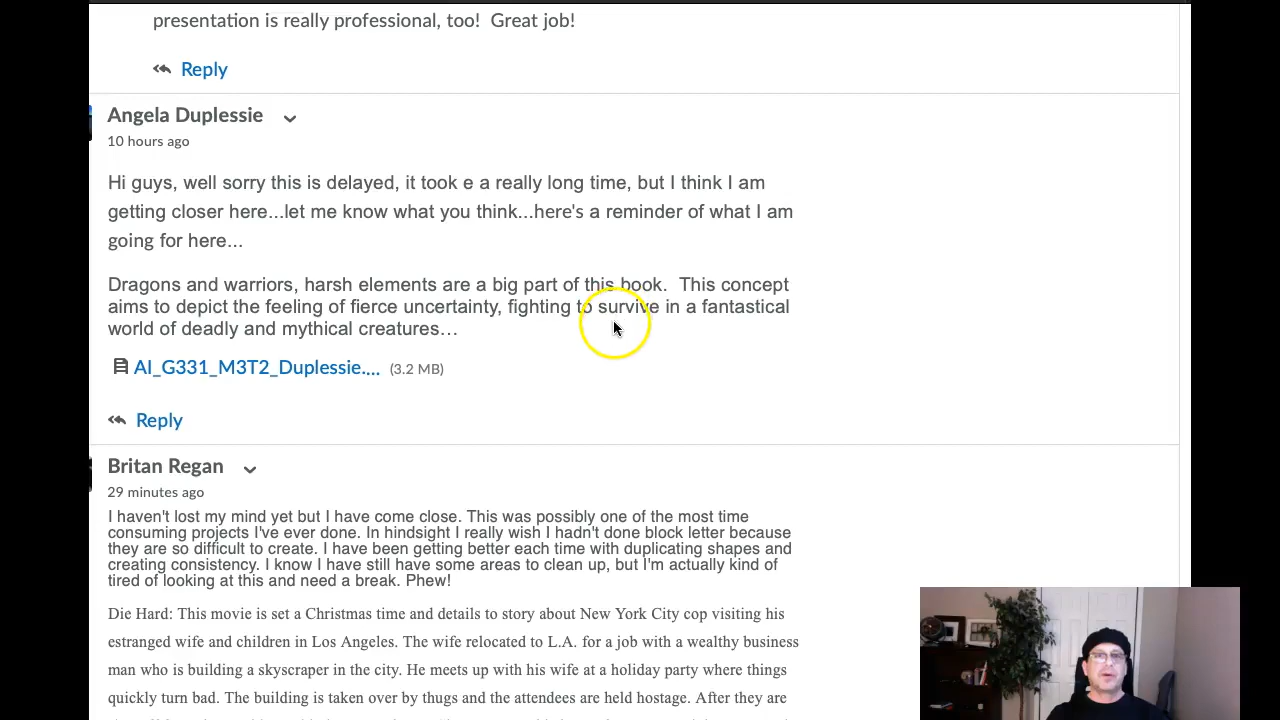 presentation is really professional, too!  Great job!
Reply
Angela Duplessie
10 hours ago
Hi guys, well sorry this is delayed, it took e a really long time, but I think I am
getting closer here...let me know what you think...here's a reminder of what I am
going for here...
Dragons and warriors, harsh elements are a big part of this book.  This concept
aims to depict the feeling of fierce uncertainty, fighting to survive in a fantastical
world of deadly and mythical creatures…
AI_G331_M3T2_Duplessie.... (3.2 MB)
Reply
Britan Regan
29 minutes ago
I haven't lost my mind yet but I have come close. This was possibly one of the most time
consuming projects I've ever done. In hindsight I really wish I hadn't done block letter because
they are so difficult to create. I have been getting better each time with duplicating shapes and
creating consistency. I know I have still have some areas to clean up, but I'm actually kind of
tired of looking at this and need a break. Phew!
Die Hard: This movie is set a Christmas time and details to story about New York City cop visiting his
estranged wife and children in Los Angeles. The wife relocated to L.A. for a job with a wealthy business
man who is building a skyscraper in the city. He meets up with his wife at a holiday party where things
quickly turn bad. The building is taken over by thugs and the attendees are held hostage. After they are